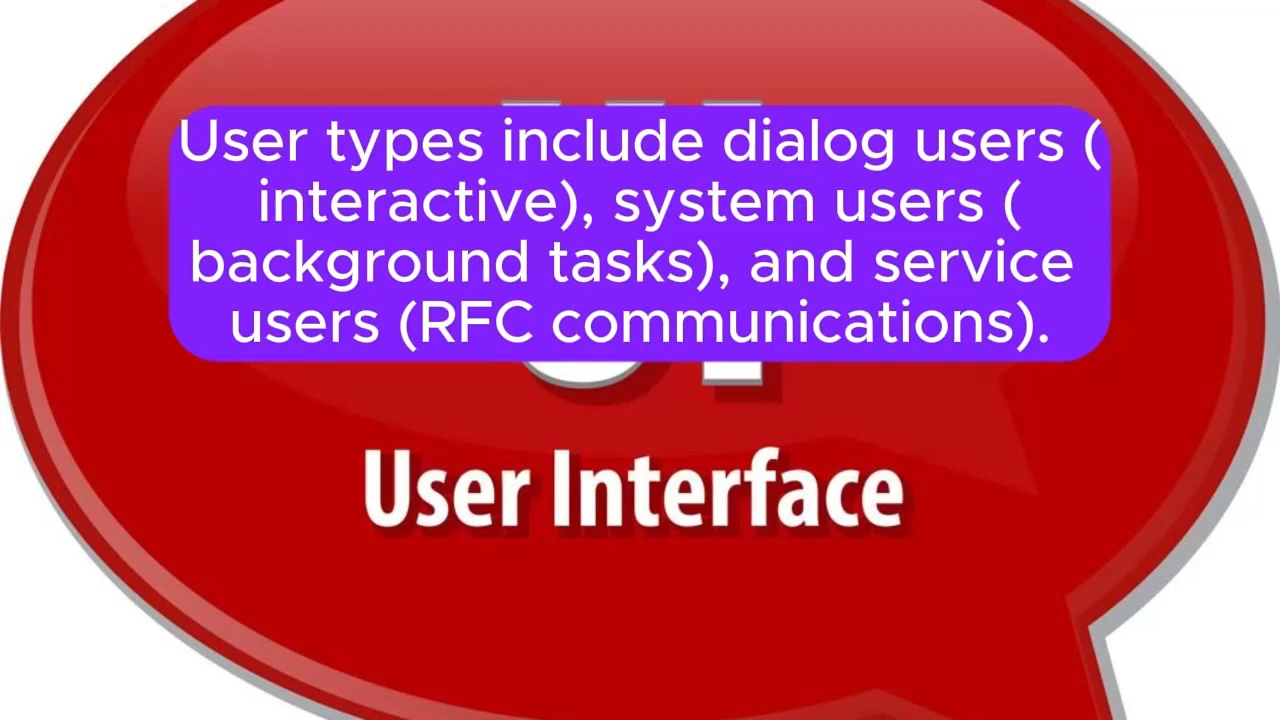 User types include dialog users (
interactive), system users (
background tasks), and service
users (RFC communications).
User Interface